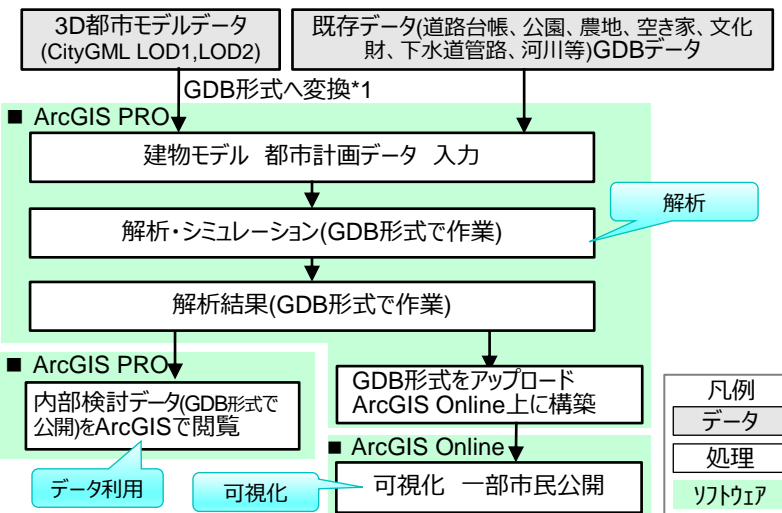 3D都市モデルデータ
(CityGML LOD1,LOD2)
既存データ(道路台帳、公園、農地、空き家、文化
財、下水道管路、河川等)GDBデータ
GDB形式へ変換*1
■ ArcGIS PRO
建物モデル 都市計画データ 入力
解析・シミュレーション(GDB形式で作業)
解析
解析結果(GDB形式で作業)
■ ArcGIS PRO
内部検討データ(GDB形式で
公開)をArcGISで閲覧
データ利用
GDB形式をアップロード
ArcGIS Online上に構築
■ ArcGIS Online
可視化 一部市民公開
可視化
凡例
データ
処理
ソフトウェア